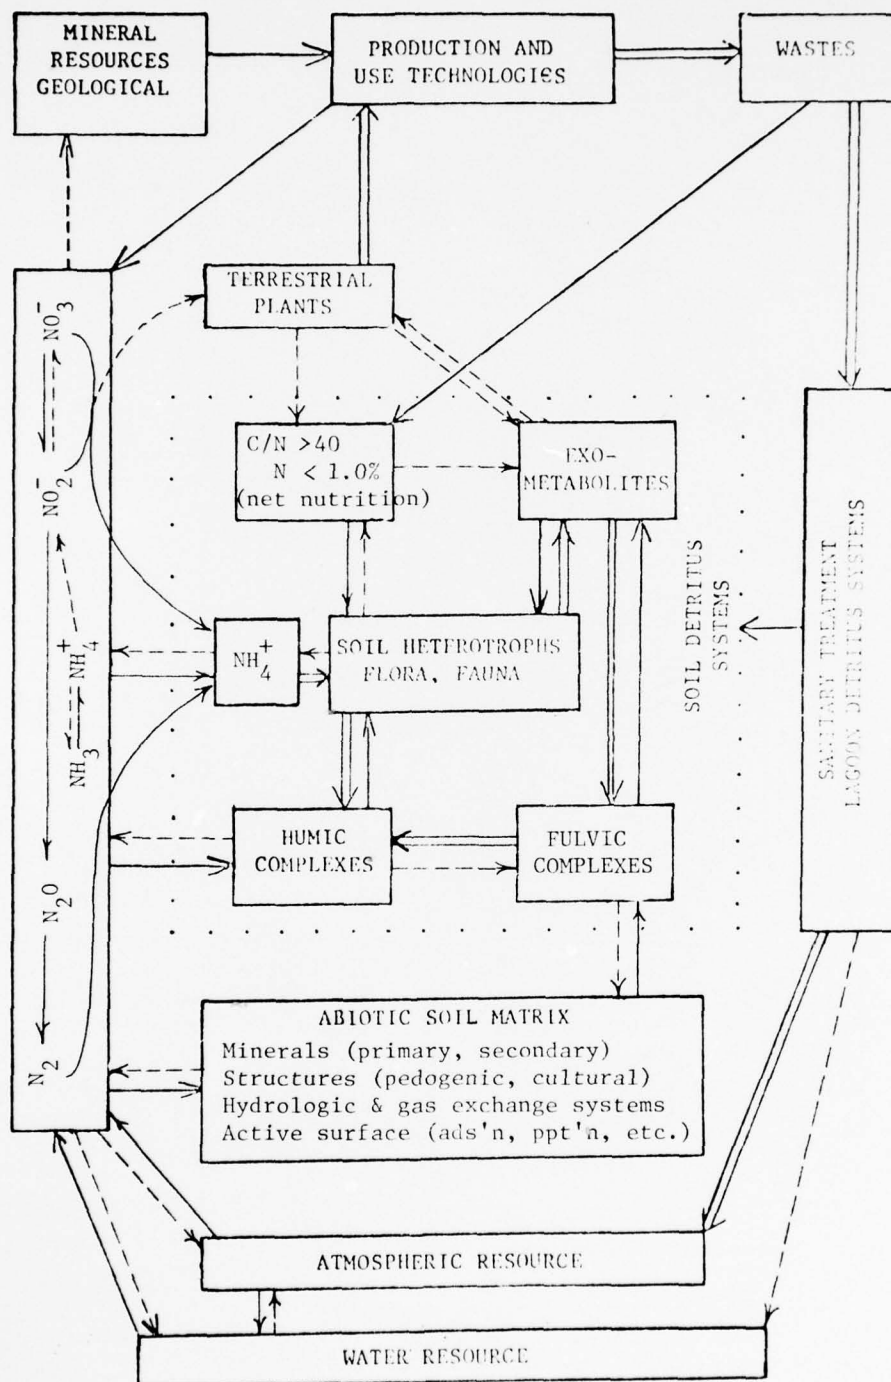 MINERAL
RESOURCES
GEOLOGICAL
PRODUCTION AND
USE TECHNOLOGIES
WASTES
TERRESTRIAL
PLANTS
NO₃⁻
NO₂⁻
NH₄⁺
NH₃
N₂O
N₂
C/N >40
N < 1.0%
(net nutrition)
EXO-
METABOLITES
NH₄⁺
SOIL HETEROTROPHS
FLORA, FAUNA
SOIL DETRITUS
SYSTEMS
SANITARY TREATMENT
LAGOON DETRITUS SYSTEMS
HUMIC
COMPLEXES
FULVIC
COMPLEXES
ABIOTIC SOIL MATRIX
Minerals (primary, secondary)
Structures (pedogenic, cultural)
Hydrologic & gas exchange systems
Active surface (ads'n, ppt'n, etc.)
ATMOSPHERIC RESOURCE
WATER RESOURCE